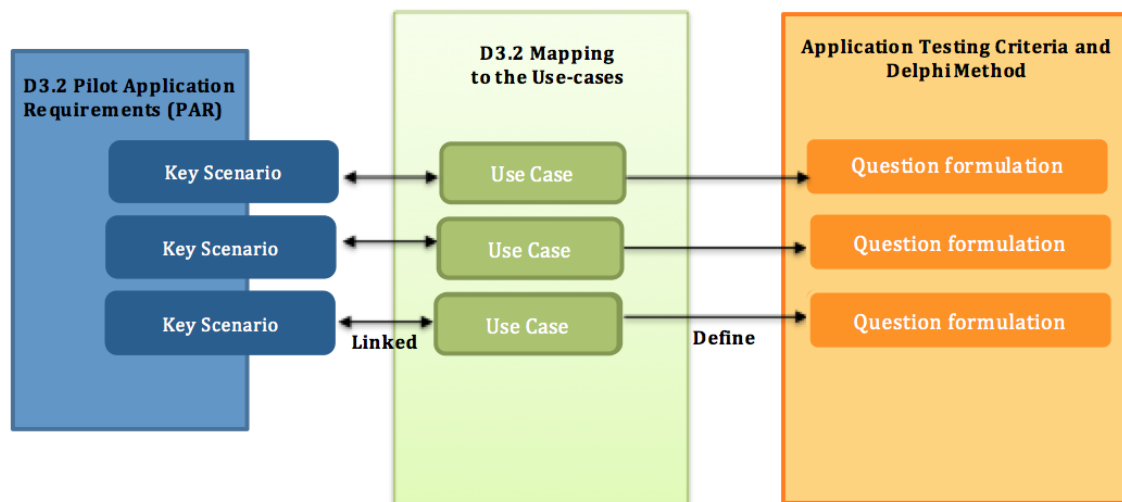 D3.2 Pilot Application
Requirements (PAR)
Key Scenario
Key Scenario
Key Scenario
Linked
D3.2 Mapping
to the Use-cases
Use Case
Use Case
Use Case
Define
Application Testing Criteria and
Delphi Method
Question formulation
Question formulation
Question formulation